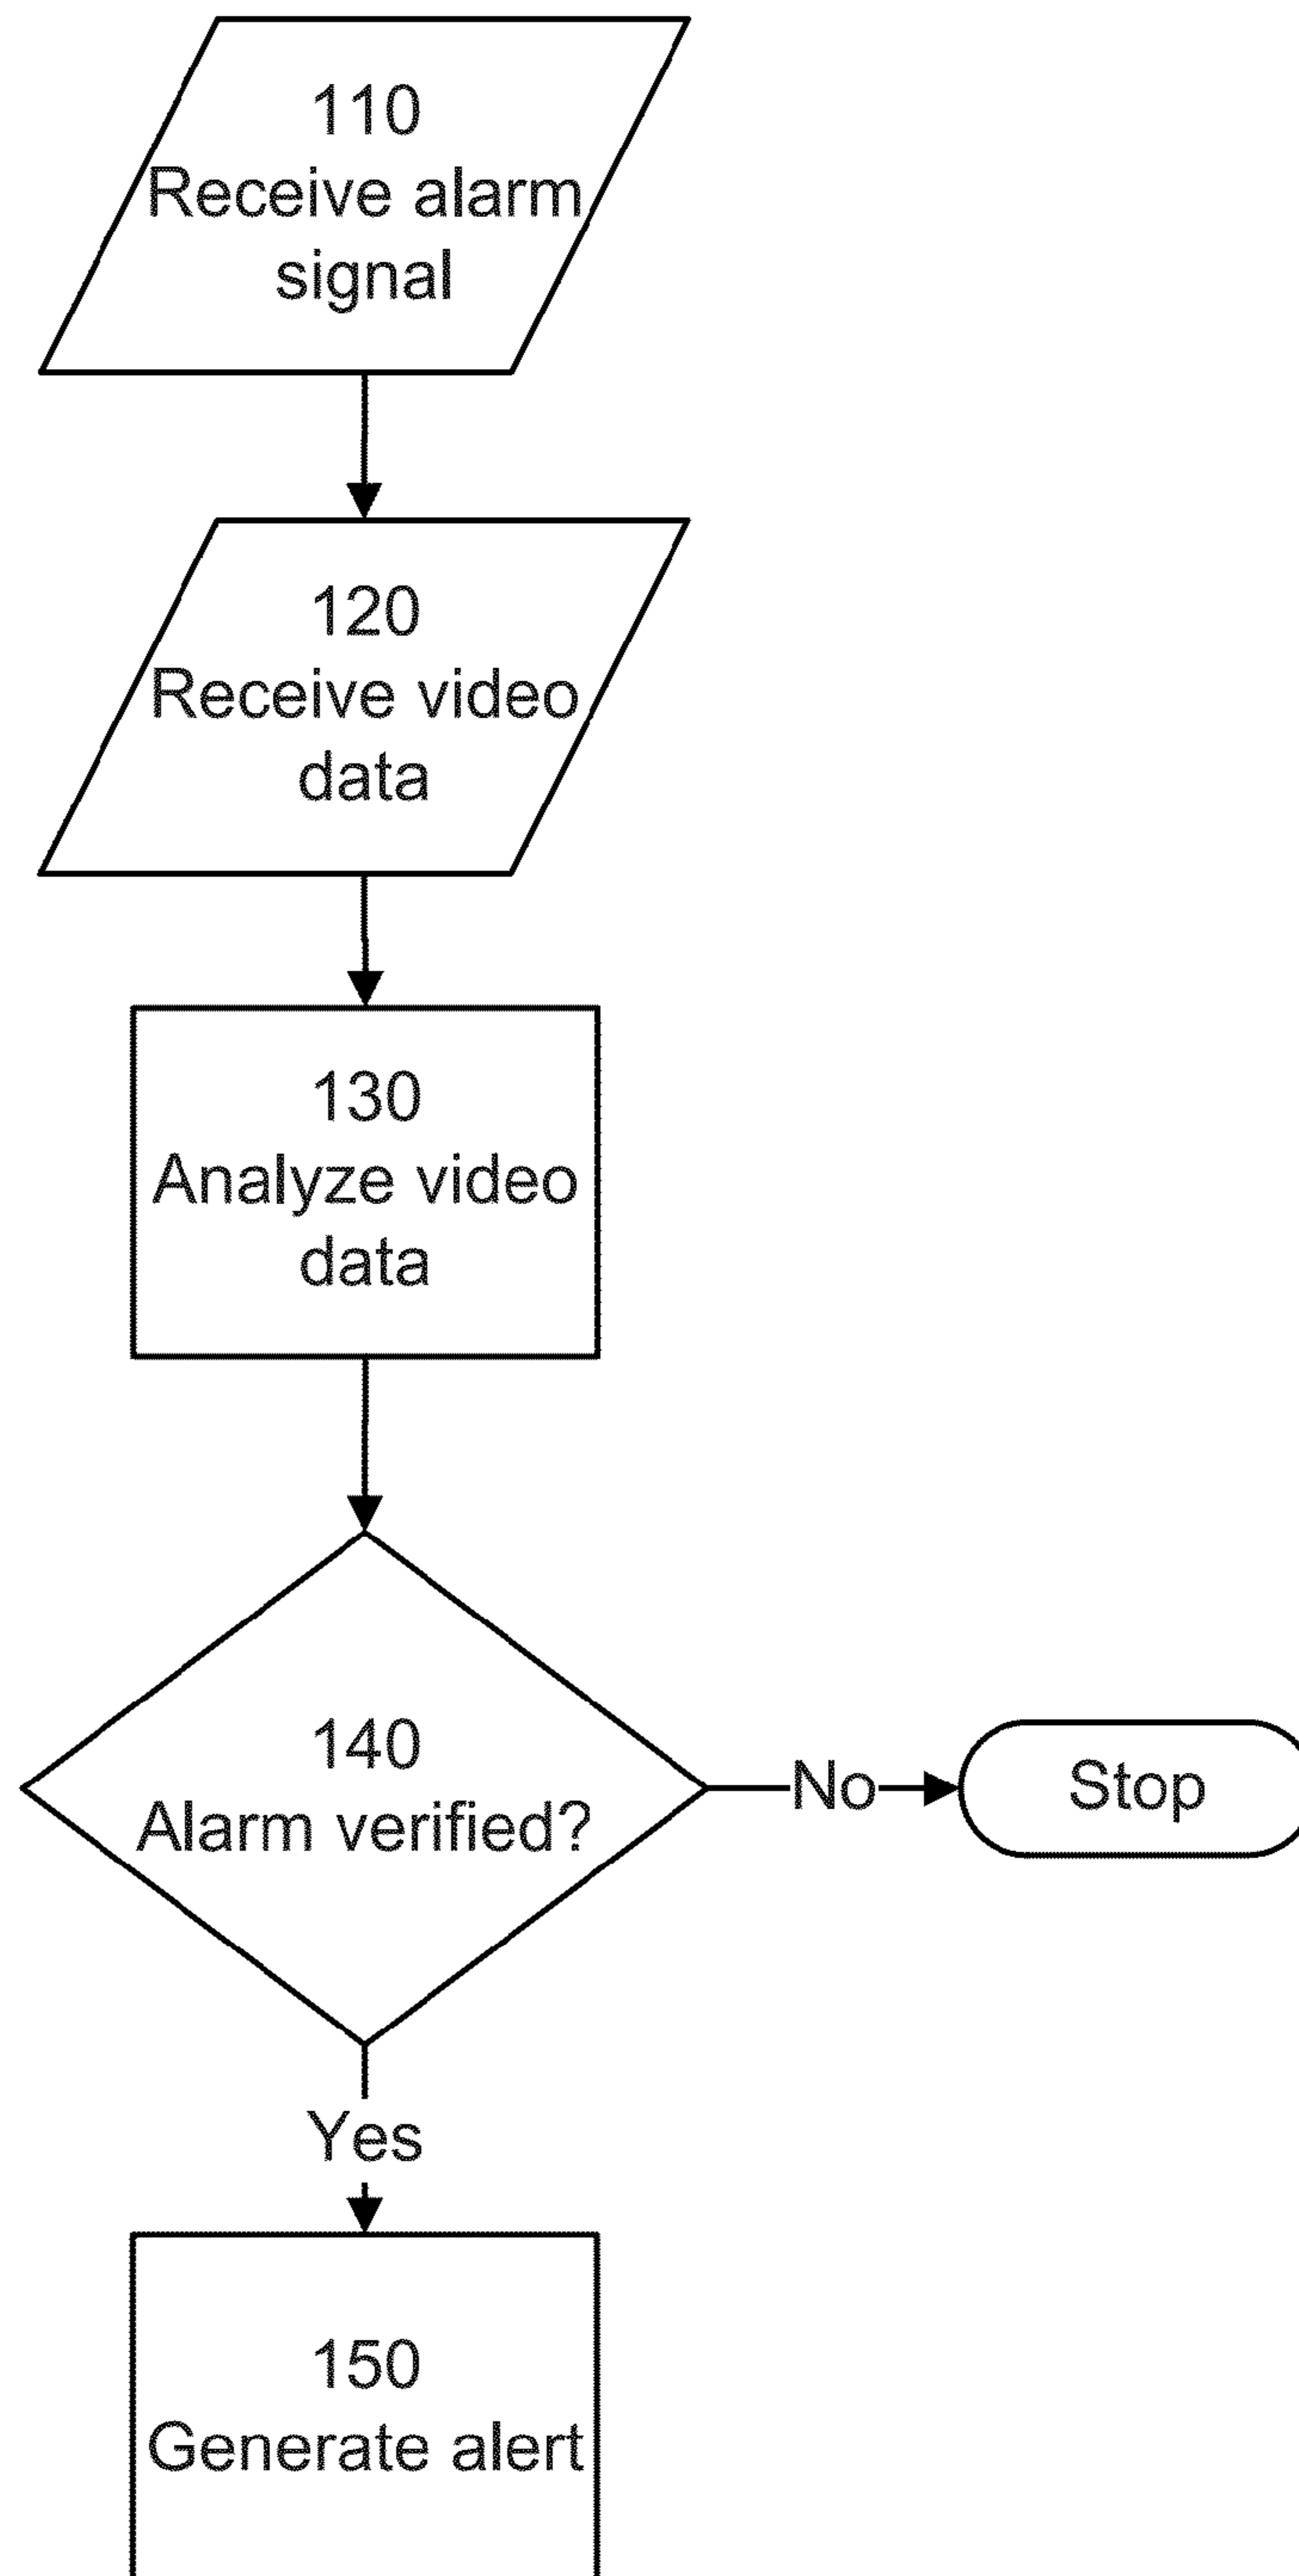 110
Receive alarm
signal
120
Receive video
data
130
Analyze video
data
140
Alarm verified?
No
Stop
Yes
150
Generate alert